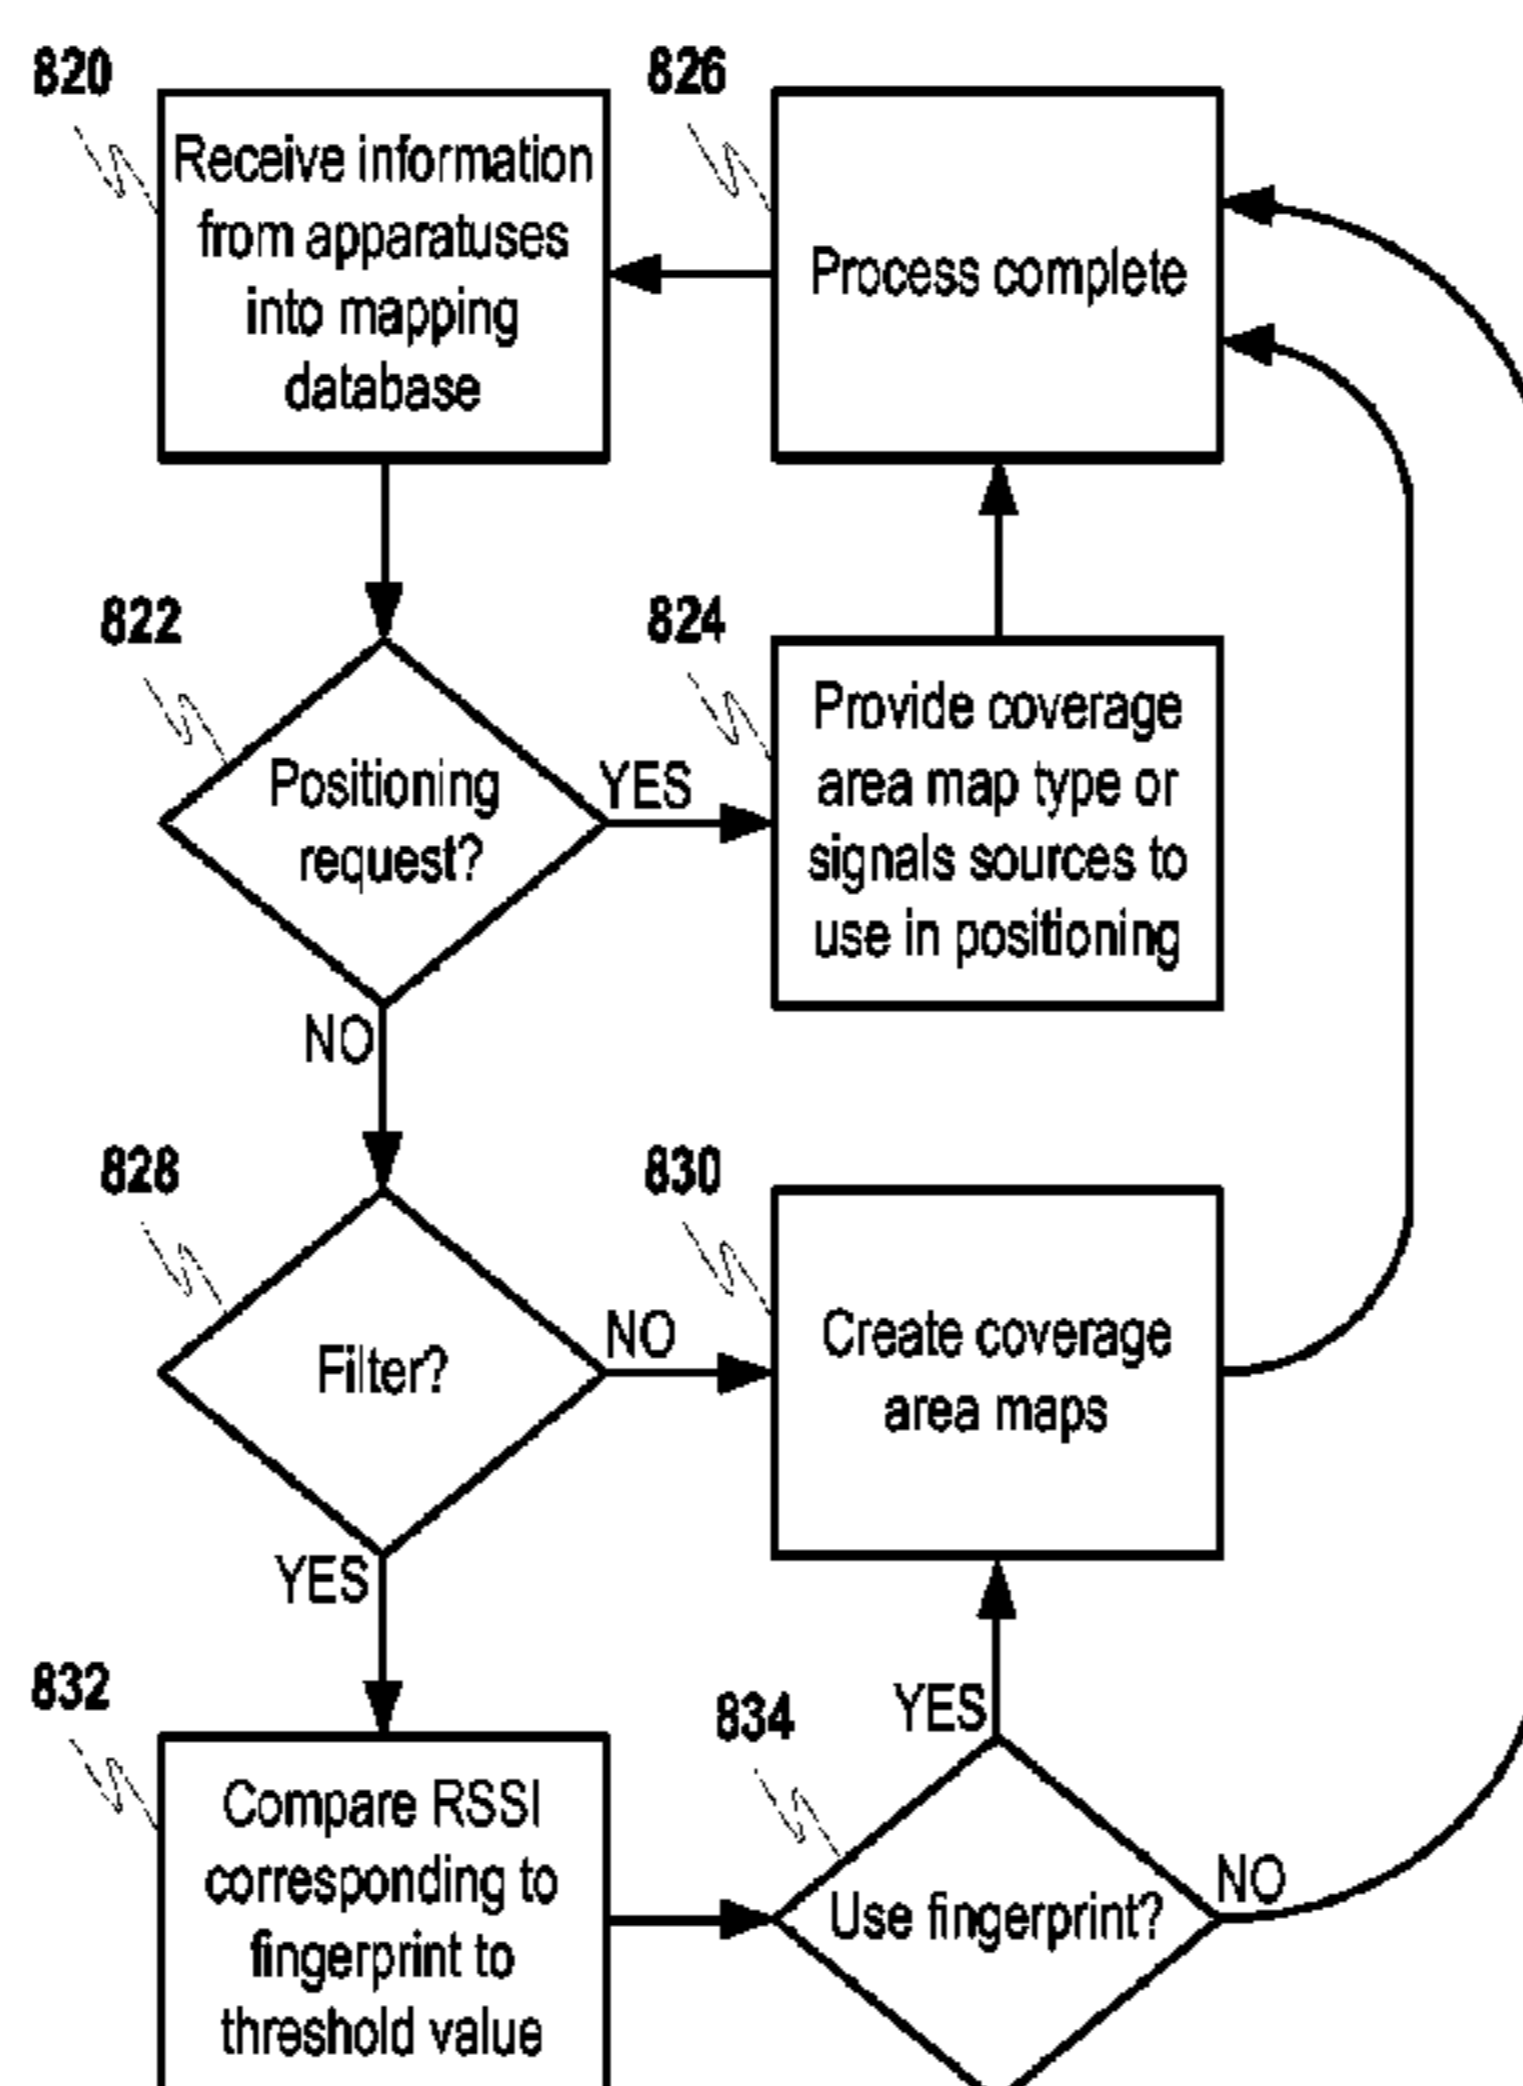 820
Receive information
from apparatuses
into mapping
database
826
Process complete
822
Positioning
request?
YES
NO
824
Provide coverage
area map type or
signals sources to
use in positioning
828
Filter?
NO
YES
830
Create coverage
area maps
832
Compare RSSI
corresponding to
fingerprint to
threshold value
834
YES
Use fingerprint?
NO